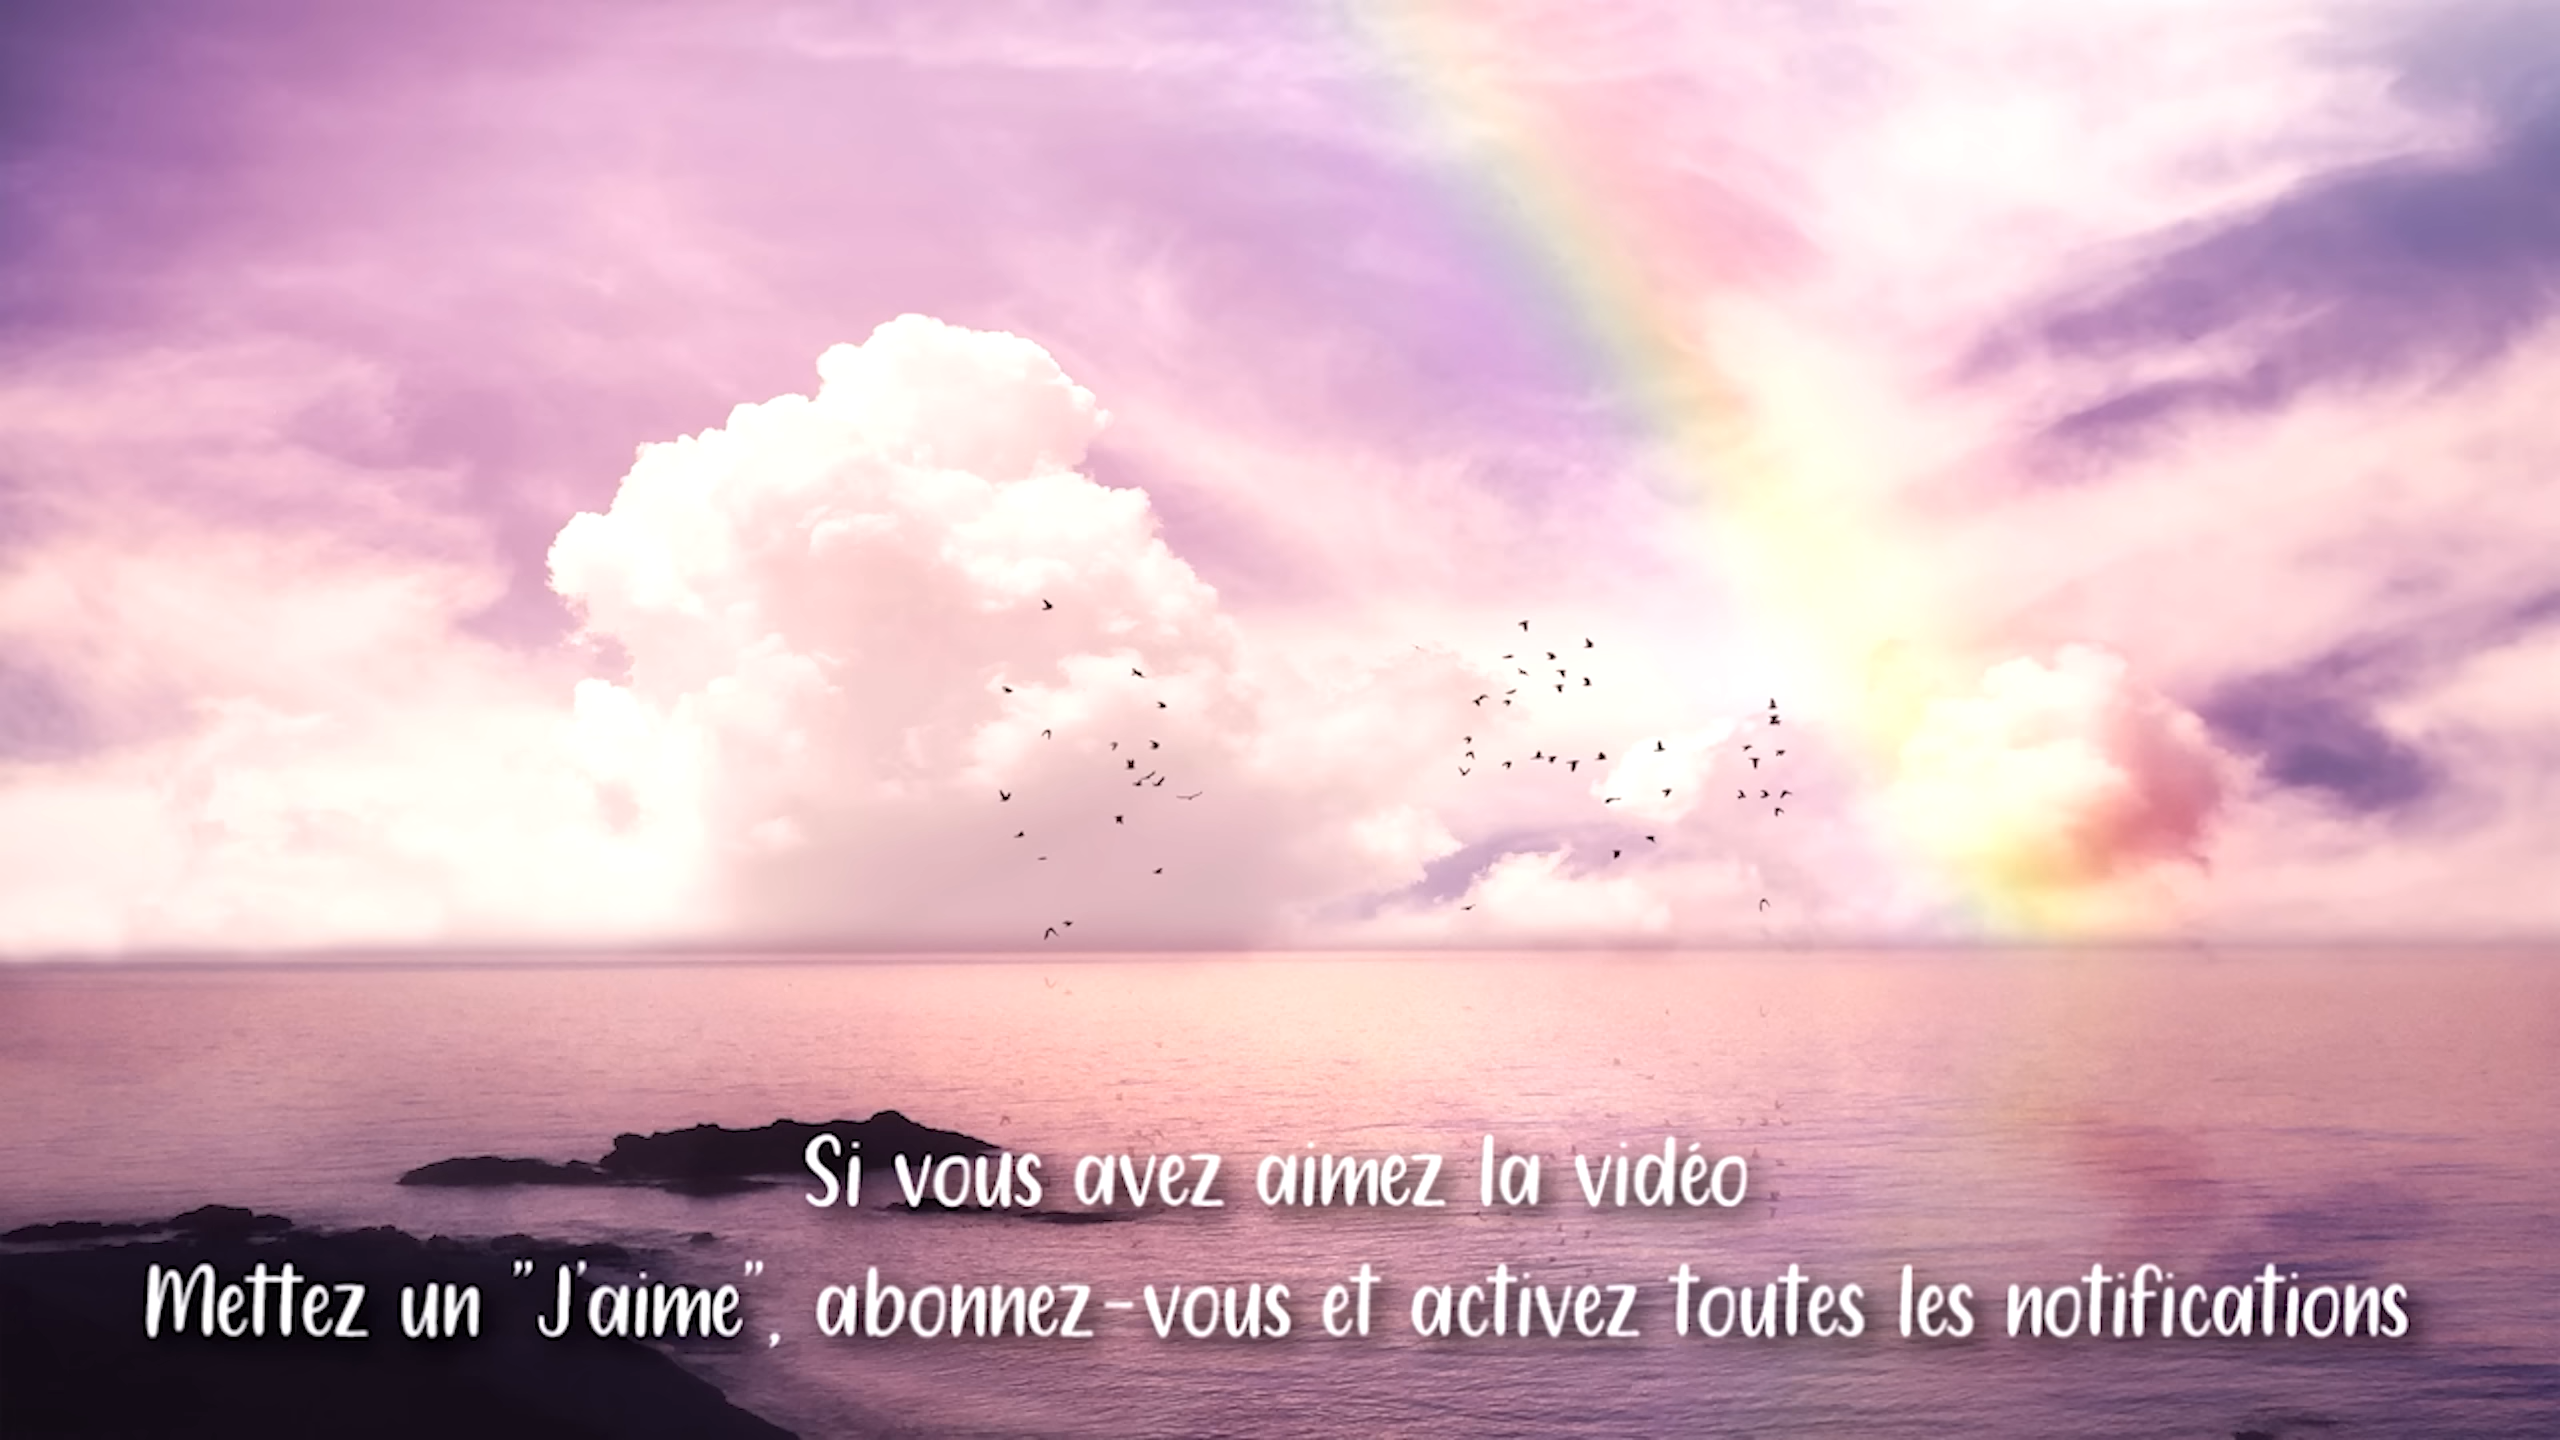 Si vous avez aimez la vidéo
Mettez un "J'aime", abonnez-vous et activez toutes les notifications